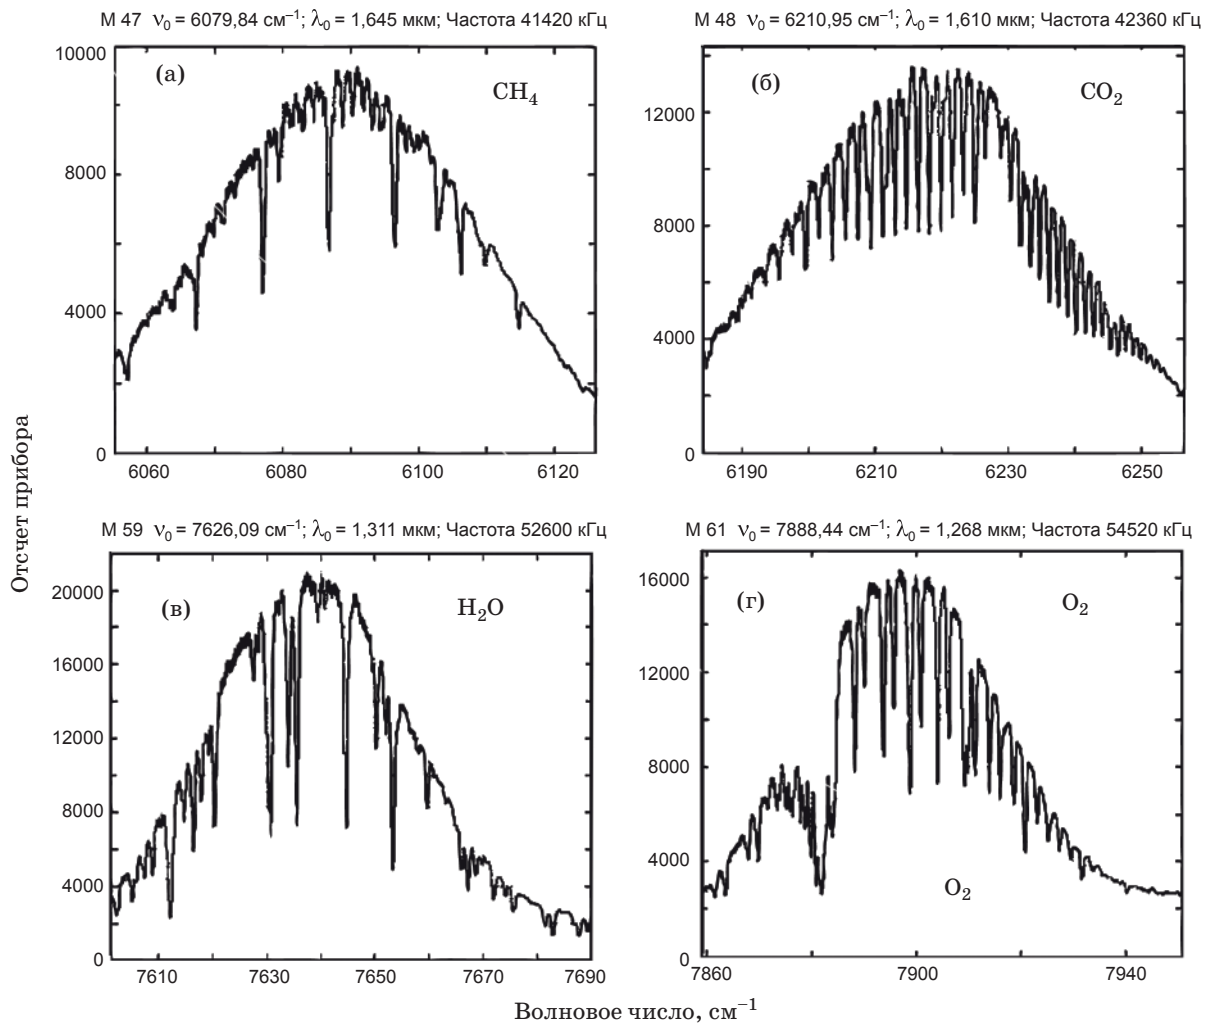 М 47 ν₀ = 6079,84 см⁻¹; λ₀ = 1,645 мкм; Частота 41420 кГц
М 48 ν₀ = 6210,95 см⁻¹; λ₀ = 1,610 мкм; Частота 42360 кГц
(а)
CH₄
10000
8000
4000
0
6060 6080 6100 6120
(б)
CO₂
12000
8000
4000
0
6190 6210 6230 6250
М 59 ν₀ = 7626,09 см⁻¹; λ₀ = 1,311 мкм; Частота 52600 кГц
М 61 ν₀ = 7888,44 см⁻¹; λ₀ = 1,268 мкм; Частота 54520 кГц
(в)
H₂O
20000
16000
12000
8000
4000
0
7610 7630 7650 7670 7690
(г)
O₂
O₂
16000
12000
8000
4000
0
7860 7900 7940
Отсчет прибора
Волновое число, см⁻¹